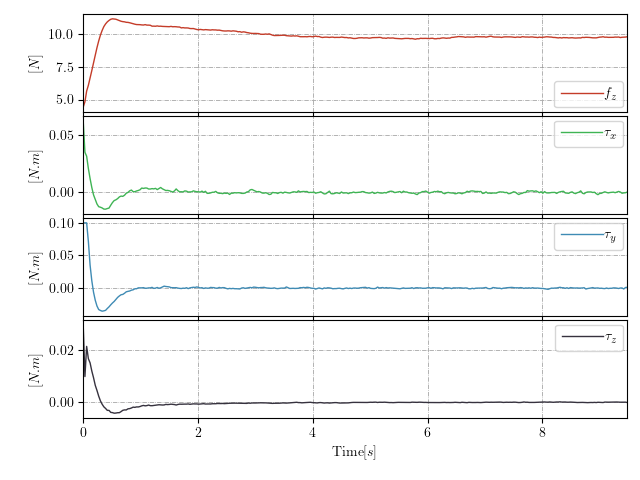 10.0
7.5
5.0
[N]
f_z
0.05
0.00
[N.m]
τ_x
0.10
0.05
0.00
[N.m]
τ_y
0.02
0.00
[N.m]
τ_z
0 2 4 6 8
Time[s]